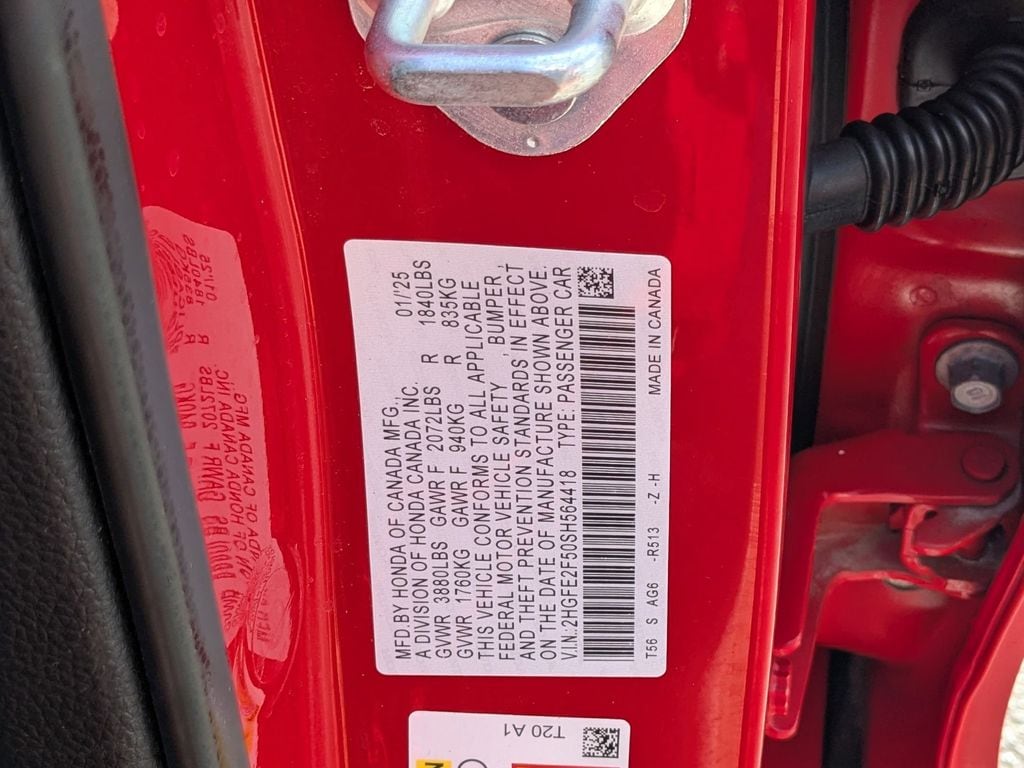 MFD.BY HONDA OF CANADA MFG., 01/25
A DIVISION OF HONDA CANADA INC.
GVWR 3880LBS GAWR F 2072LBS R 1840LBS
GVWR 1760KG GAWR F 940KG R 835KG
THIS VEHICLE CONFORMS TO ALL APPLICABLE
FEDERAL MOTOR VEHICLE SAFETY, BUMPER,
AND THEFT PREVENTION STANDARDS, IN EFFECT
ON THE DATE OF MANUFACTURE SHOWN ABOVE.
V.I.N.:2HGFE2F50SH564418 TYPE: PASSENGER CAR
T56 S AG6 -R513 -Z -H MADE IN CANADA
T20 A1